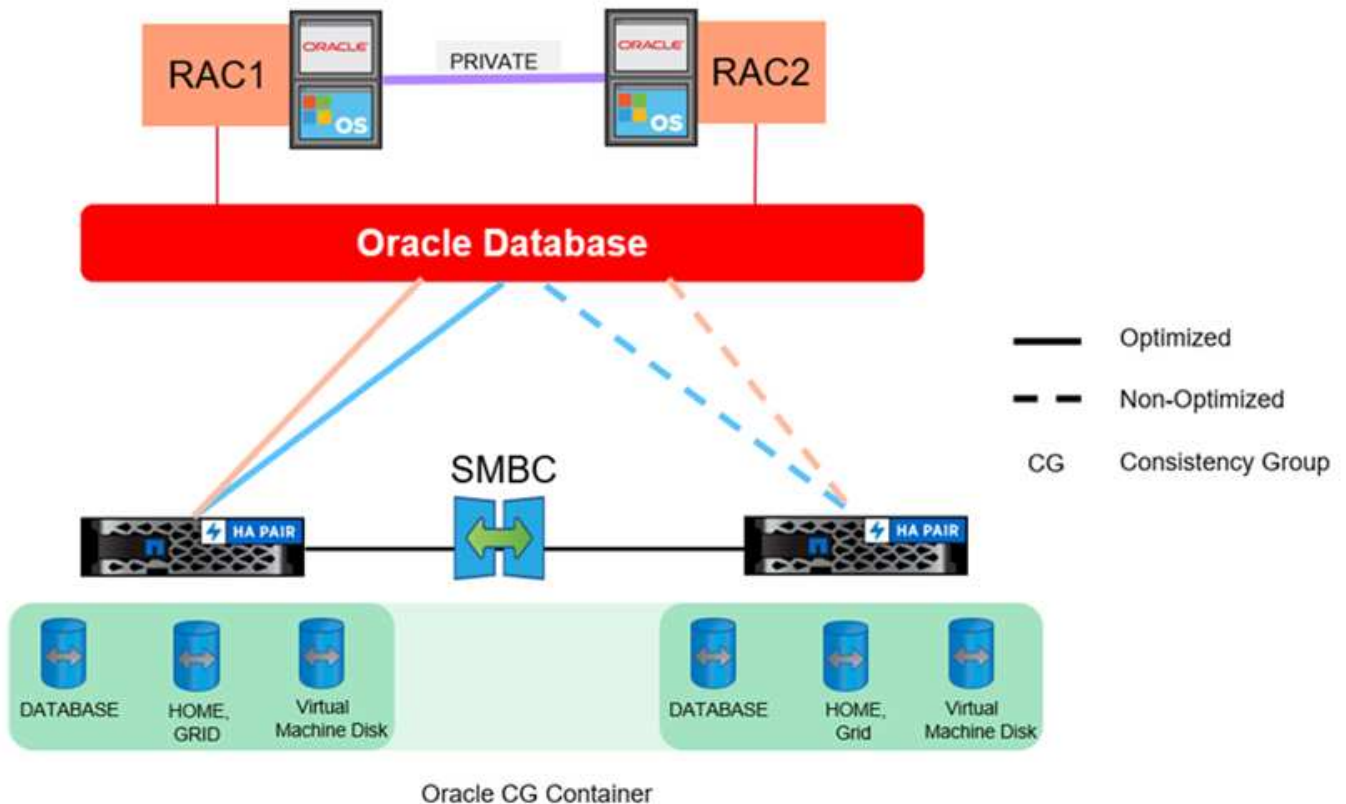 RAC1
ORACLE
OS
PRIVATE
ORACLE
OS
RAC2
Oracle Database
Optimized
Non-Optimized
CG Consistency Group
SMBC
HA PAIR
HA PAIR
DATABASE
HOME,
GRID
Virtual
Machine Disk
DATABASE
HOME,
Grid
Virtual
Machine Disk
Oracle CG Container